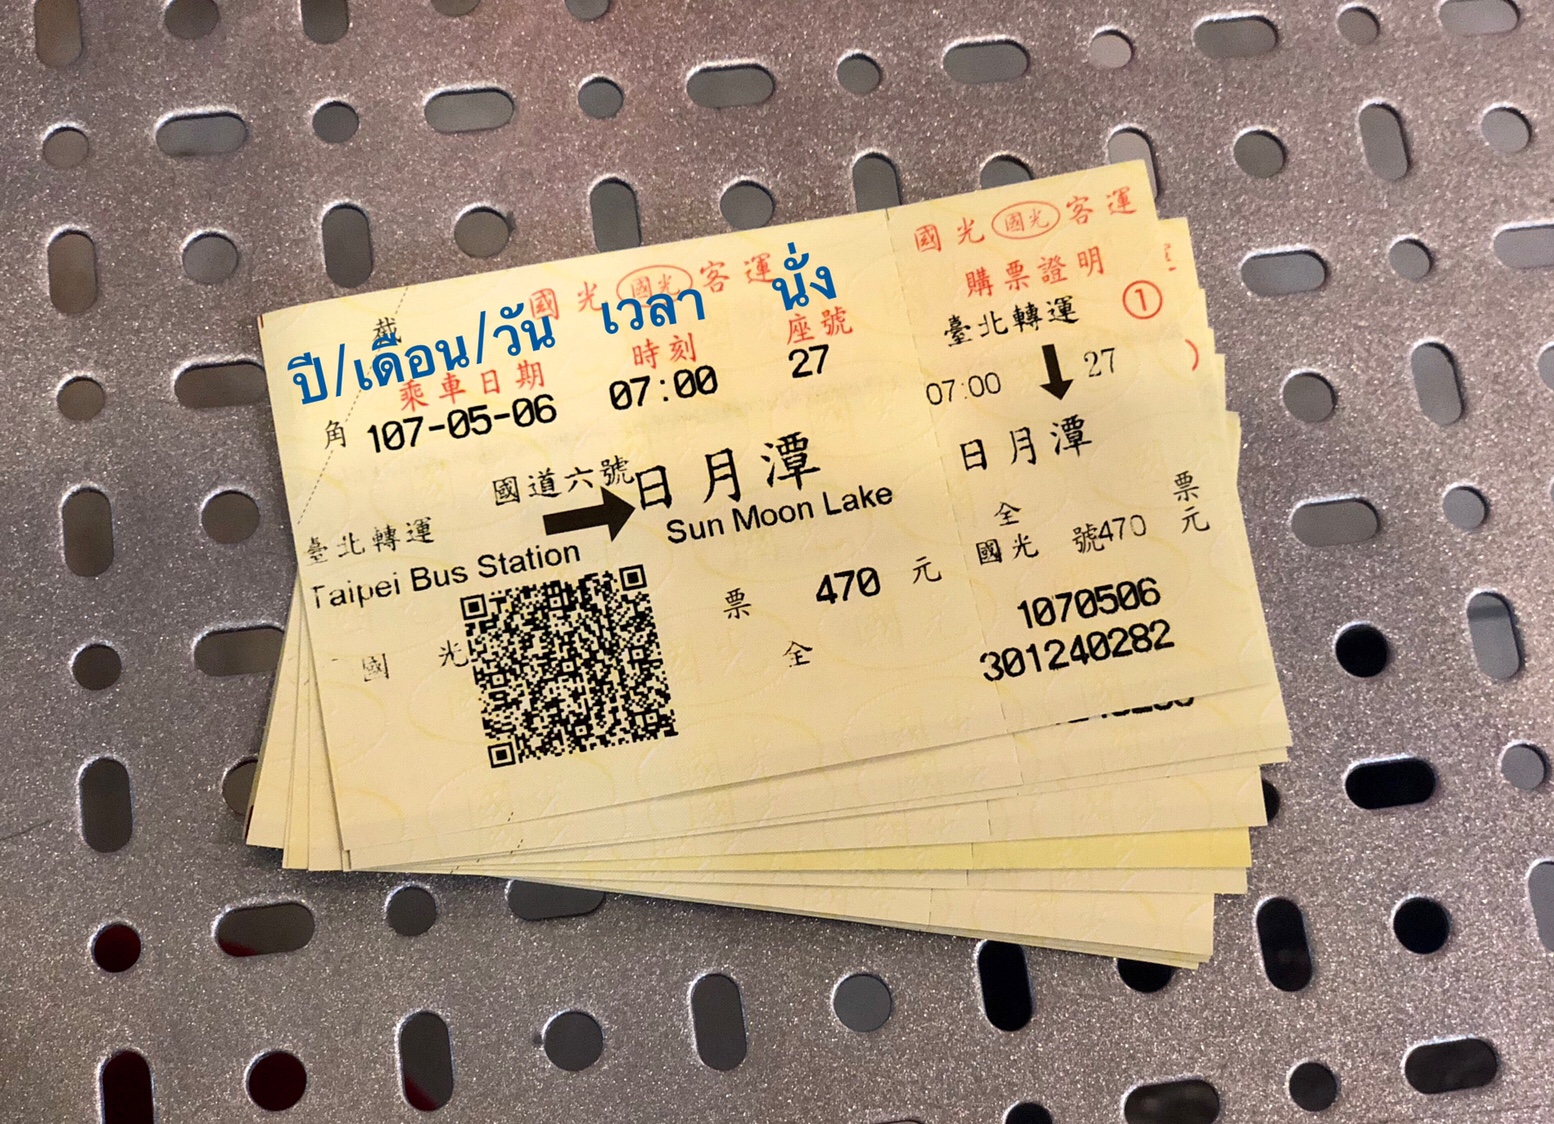 國光 國光 客運
ปี/เดือน/วัน เวลา นั่ง
截
乘車日期 時刻 座號
角 107-05-06 07:00 27
國道六號 日月潭
臺北轉運 Sun Moon Lake
Taipei Bus Station
票 470 元
國 光
全
國光 國光 客運
購票證明
臺北轉運 1
07:00 27
日月潭
全 票
國光 號470 元
1070506
301240282